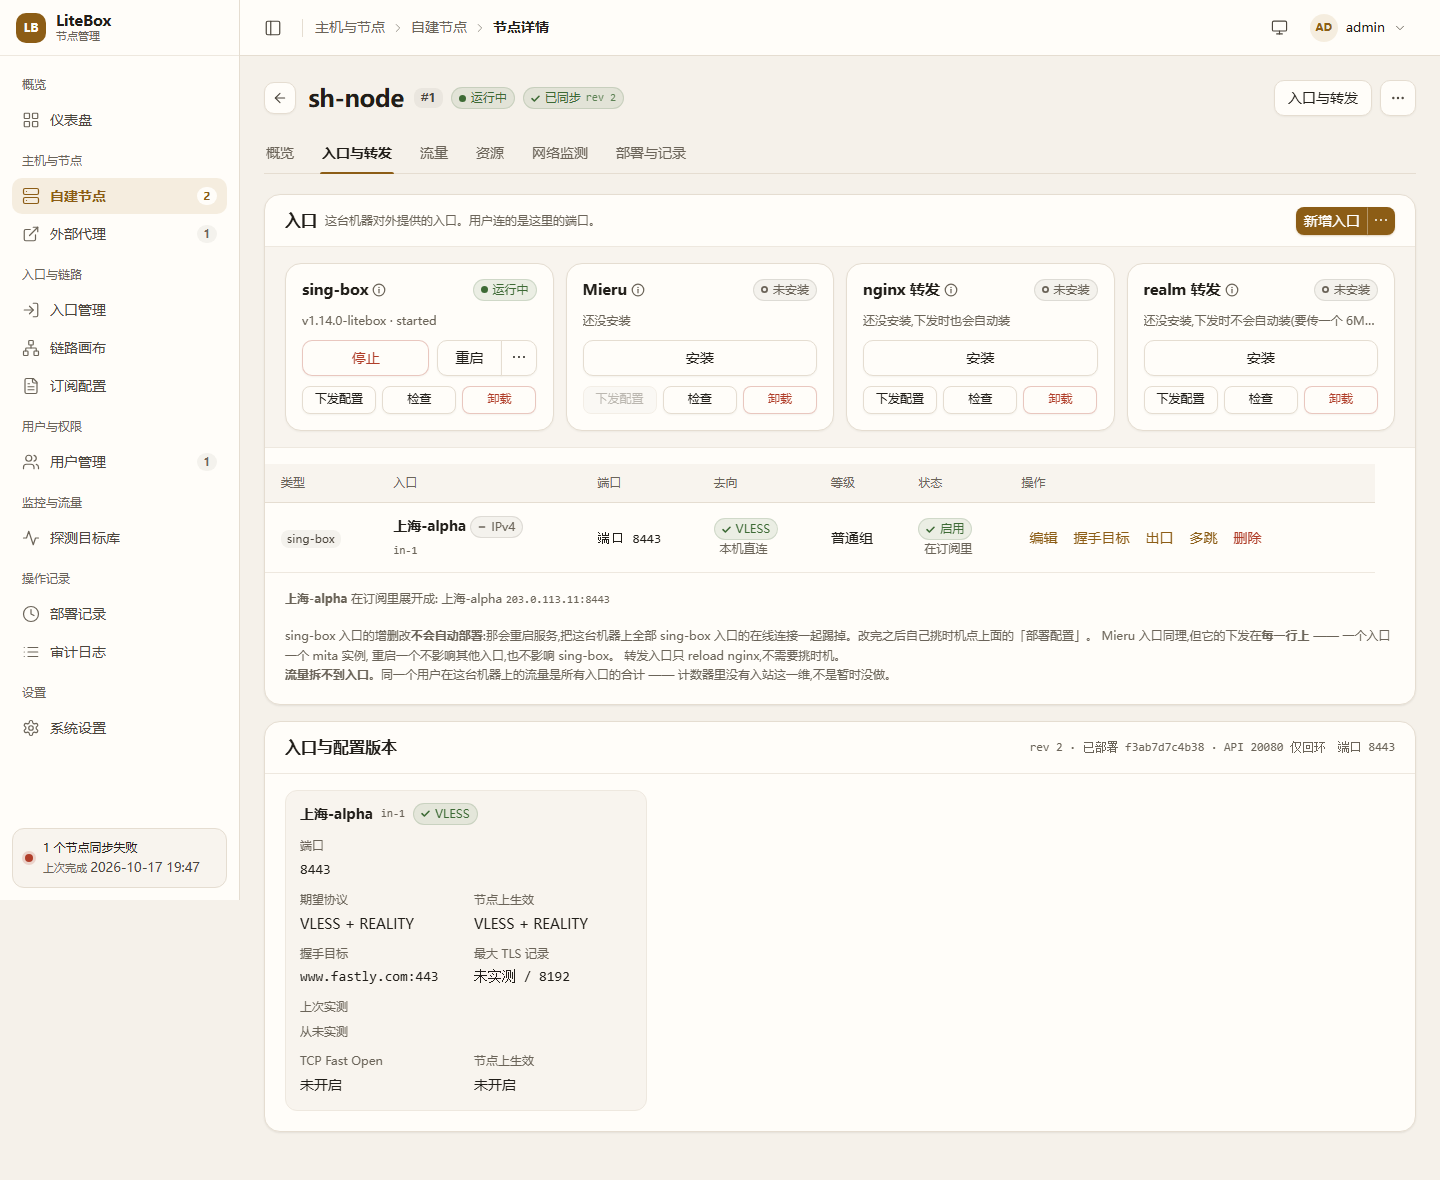 LB
LiteBox
节点管理
主机与节点
自建节点
节点详情
AD
admin
概览
仪表盘
主机与节点
自建节点
2
外部代理
1
入口与链路
入口管理
链路画布
订阅配置
用户与权限
用户管理
1
监控与流量
探测目标库
操作记录
部署记录
审计日志
设置
系统设置
1 个节点同步失败
上次完成 2026-10-17 19:47
sh-node
#1
运行中
已同步 rev 2
入口与转发
···
概览
入口与转发
流量
资源
网络监测
部署与记录
入口 这台机器对外提供的入口。用户连的是这里的端口。
新增入口
···
sing-box
运行中
v1.14.0-litebox · started
停止
重启
···
下发配置
检查
卸载
Mieru
未安装
还没安装
安装
下发配置
检查
卸载
nginx 转发
未安装
还没安装,下发时也会自动装
安装
下发配置
检查
卸载
realm 转发
未安装
还没安装,下发时不会自动装(要传一个 6M...
安装
下发配置
检查
卸载
类型
入口
端口
去向
等级
状态
操作
sing-box
上海-alpha
IPv4
in-1
端口 8443
VLESS
本机直连
普通组
启用
在订阅里
编辑
握手目标
出口
多跳
删除
上海-alpha 在订阅里展开成: 上海-alpha 203.0.113.11:8443
sing-box 入口的增删改不会自动部署:那会重启服务,把这台机器上全部 sing-box 入口的在线连接一起踢掉。改完之后自己挑时机点上面的「部署配置」。 Mieru 入口同理,但它的下发在每一行上 —— 一个入口
一个 mita 实例, 重启一个不影响其他入口,也不影响 sing-box。 转发入口只 reload nginx,不需要挑时机。
流量拆不到入口。同一个用户在这台机器上的流量是所有入口的合计 —— 计数器里没有入站这一维,不是暂时没做。
入口与配置版本
rev 2 · 已部署 f3ab7d7c4b38 · API 20080 仅回环 端口 8443
上海-alpha in-1
VLESS
端口
8443
期望协议
VLESS + REALITY
节点上生效
VLESS + REALITY
握手目标
www.fastly.com:443
最大 TLS 记录
未实测 / 8192
上次实测
从未实测
TCP Fast Open
未开启
节点上生效
未开启